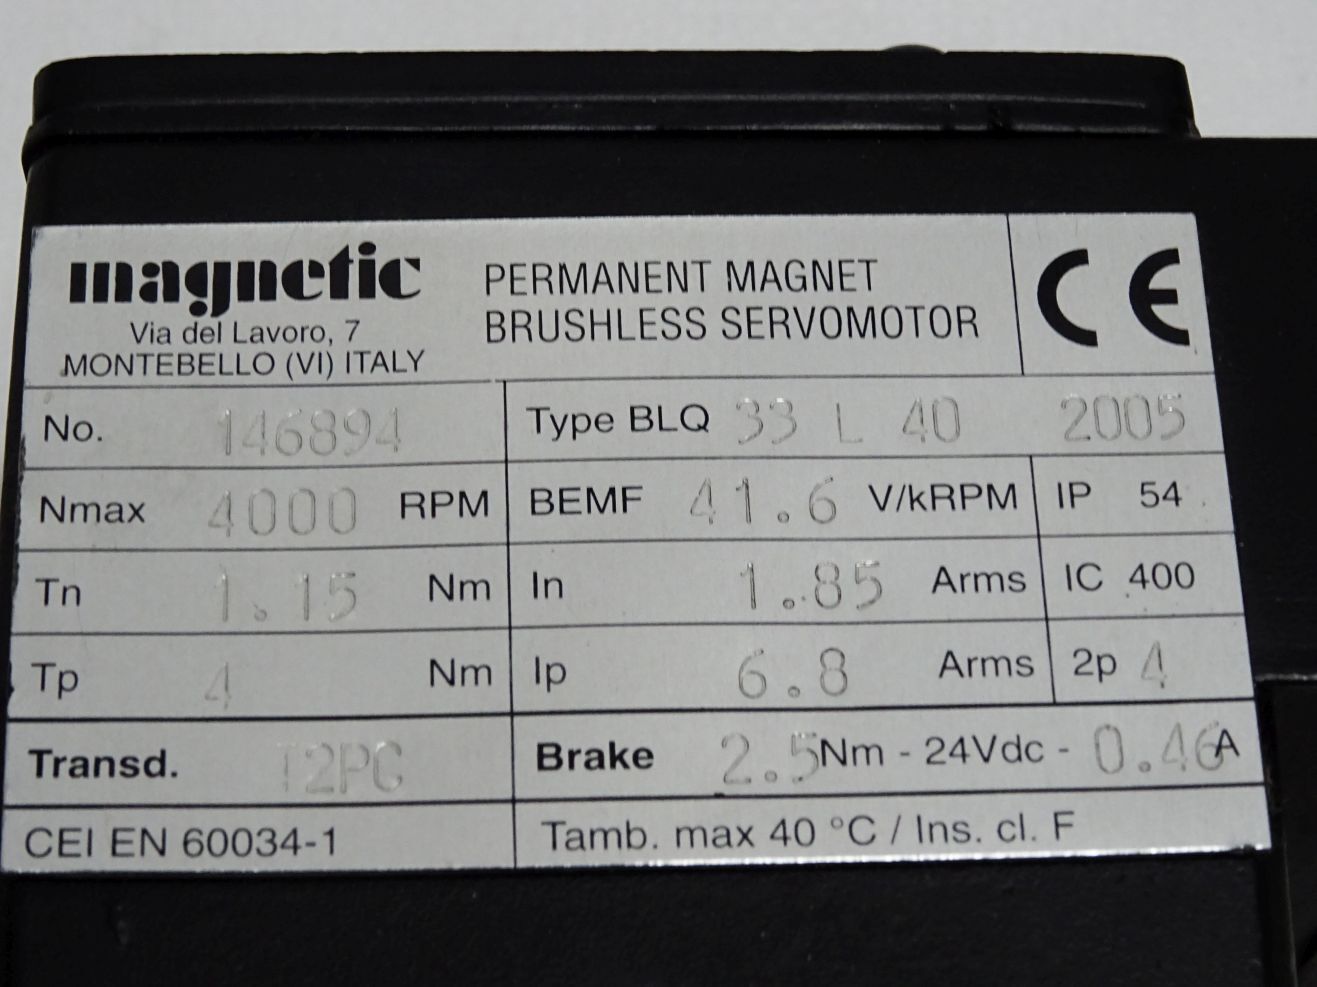 magnetic
Via del Lavoro, 7
MONTEBELLO (VI) ITALY
PERMANENT MAGNET
BRUSHLESS SERVOMOTOR
CE
No. 146894
Type BLQ 33 L 40 2005
Nmax 4000 RPM
BEMF 41.6 V/kRPM
IP 54
Tn 1.15 Nm
In 1.85 Arms
IC 400
Tp 4 Nm
Ip 6.8 Arms
2p 4
Transd. T2PC
Brake 2.5Nm - 24Vdc - 0.46A
CEI EN 60034-1
Tamb. max 40 °C / Ins. cl. F